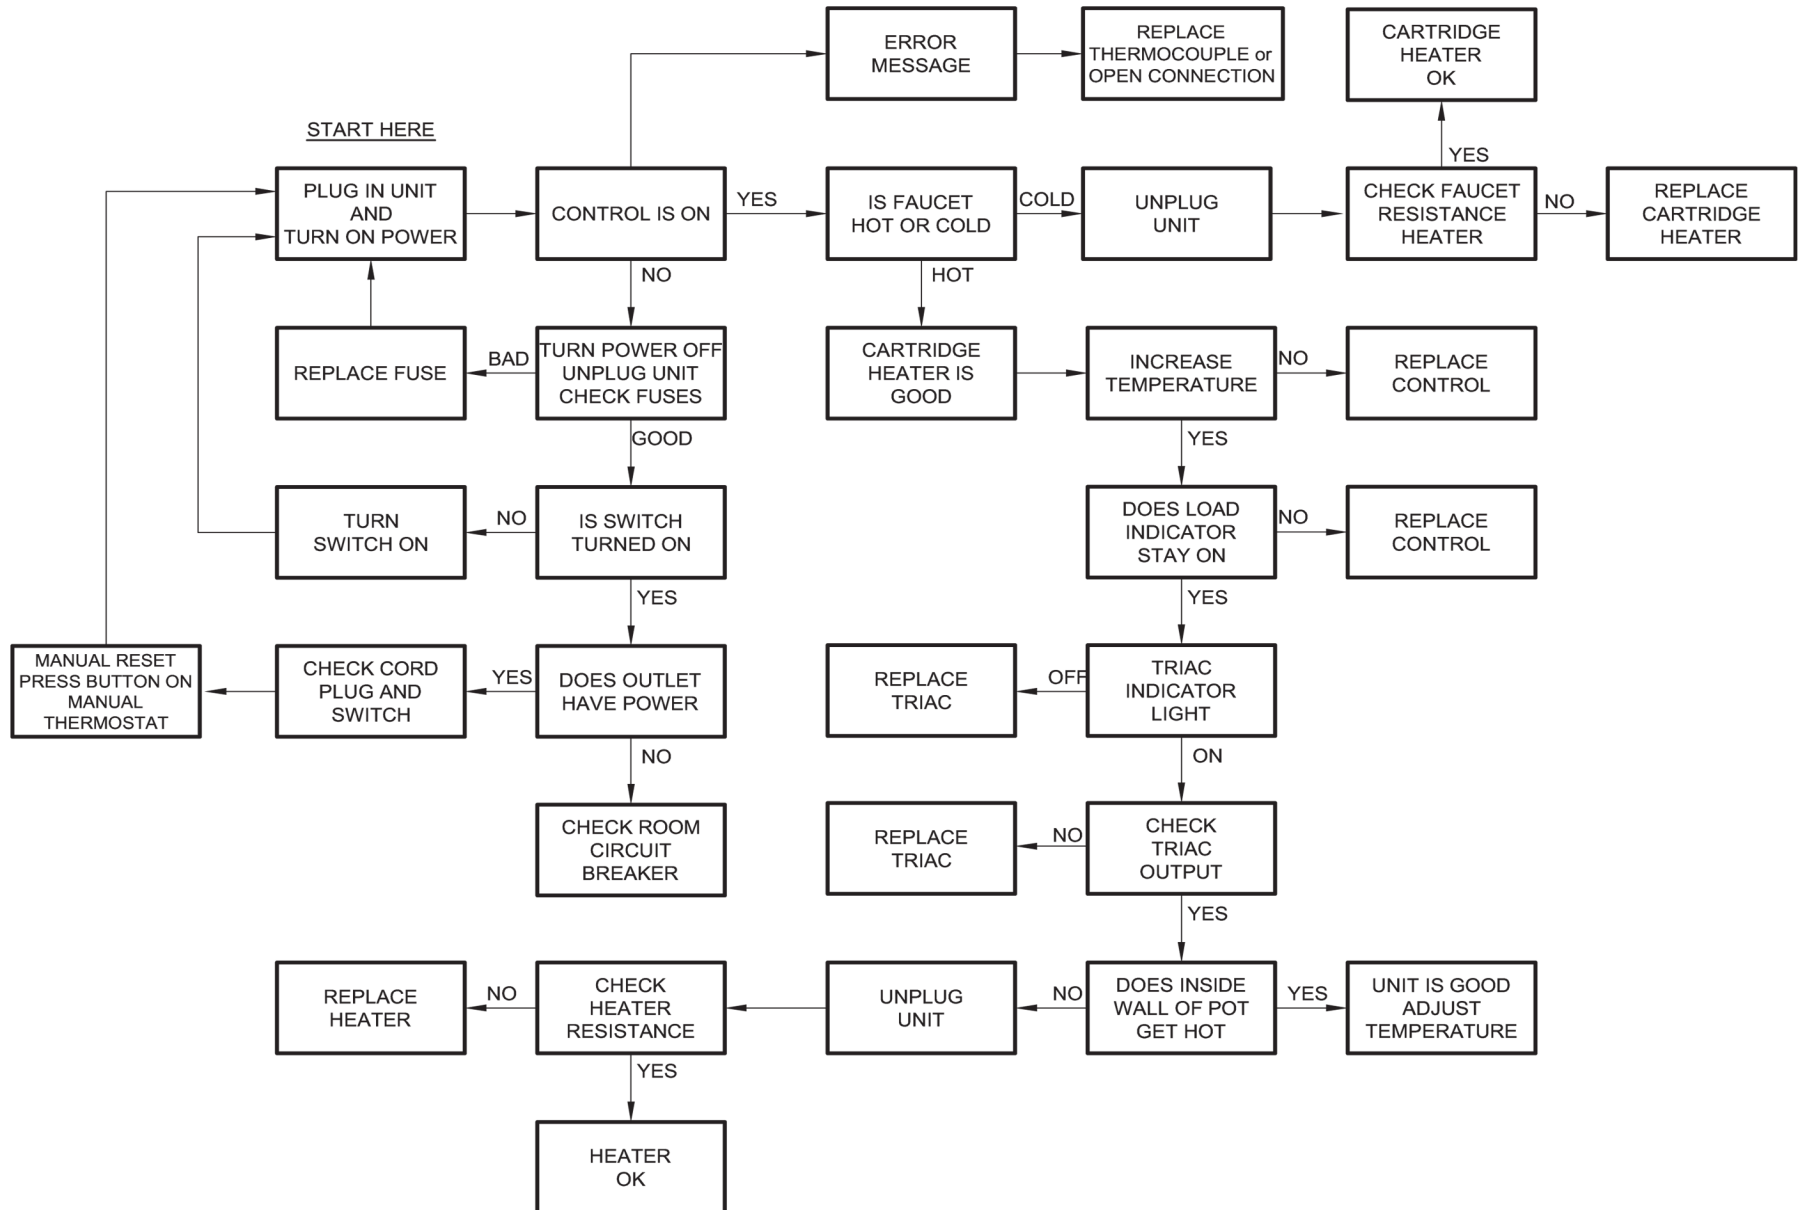 ERROR
MESSAGE
REPLACE
THERMOCOUPLE or
OPEN CONNECTION
CARTRIDGE
HEATER
OK
START HERE
YES
PLUG IN UNIT
AND
TURN ON POWER
CONTROL IS ON
YES
IS FAUCET
HOT OR COLD
COLD
UNPLUG
UNIT
CHECK FAUCET
RESISTANCE
HEATER
NO
REPLACE
CARTRIDGE
HEATER
NO
HOT
REPLACE FUSE
BAD
TURN POWER OFF
UNPLUG UNIT
CHECK FUSES
CARTRIDGE
HEATER IS
GOOD
INCREASE
TEMPERATURE
NO
REPLACE
CONTROL
GOOD
YES
TURN
SWITCH ON
NO
IS SWITCH
TURNED ON
DOES LOAD
INDICATOR
STAY ON
NO
REPLACE
CONTROL
YES
YES
MANUAL RESET
PRESS BUTTON ON
MANUAL
THERMOSTAT
CHECK CORD
PLUG AND
SWITCH
YES
DOES OUTLET
HAVE POWER
REPLACE
TRIAC
OFF
TRIAC
INDICATOR
LIGHT
NO
ON
CHECK ROOM
CIRCUIT
BREAKER
REPLACE
TRIAC
NO
CHECK
TRIAC
OUTPUT
YES
REPLACE
HEATER
NO
CHECK
HEATER
RESISTANCE
UNPLUG
UNIT
NO
DOES INSIDE
WALL OF POT
GET HOT
YES
UNIT IS GOOD
ADJUST
TEMPERATURE
YES
HEATER
OK